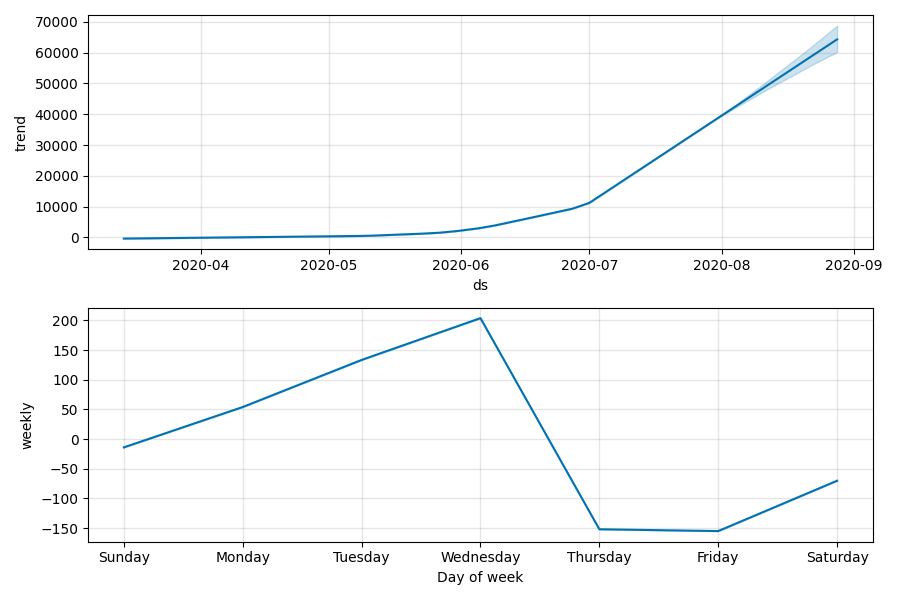 70000
60000
50000
40000
30000
20000
10000
0
trend
2020-04 2020-05 2020-06 2020-07 2020-08 2020-09
ds
200
150
100
50
0
−50
−100
−150
weekly
Sunday Monday Tuesday Wednesday Thursday Friday Saturday
Day of week